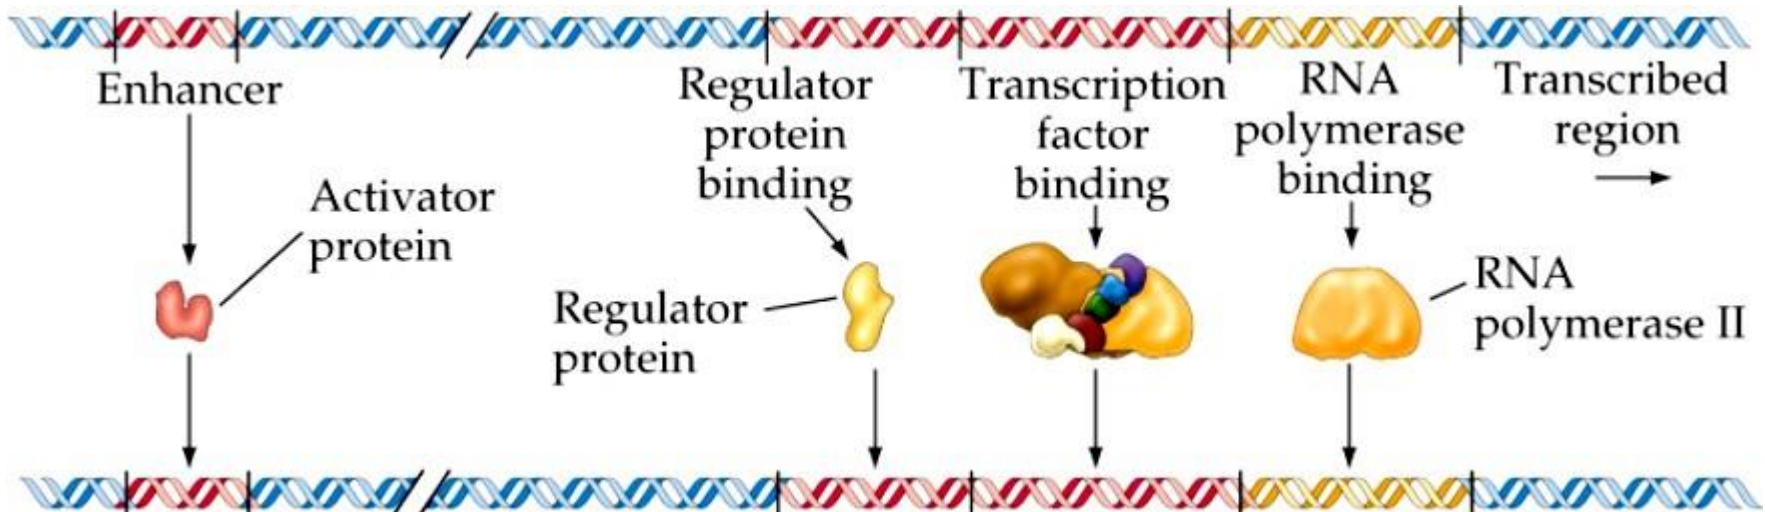 Enhancer
Regulator
protein
binding
Transcription
factor
binding
RNA
polymerase
binding
Transcribed
region
Activator
protein
Regulator
protein
RNA
polymerase II